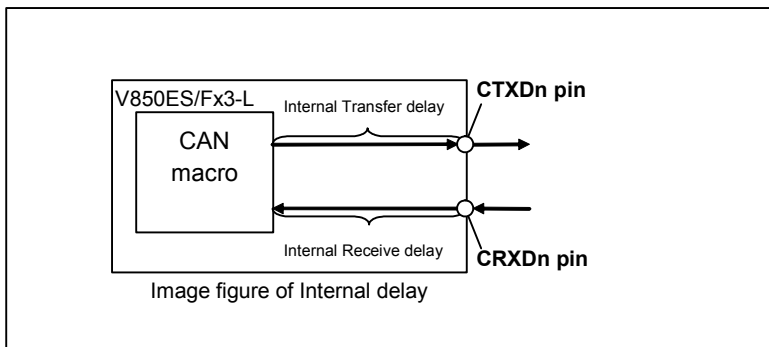 CTXDn pin
V850ES/Fx3-L
Internal Transfer delay
CAN
macro
Internal Receive delay
CRXDn pin
Image figure of Internal delay